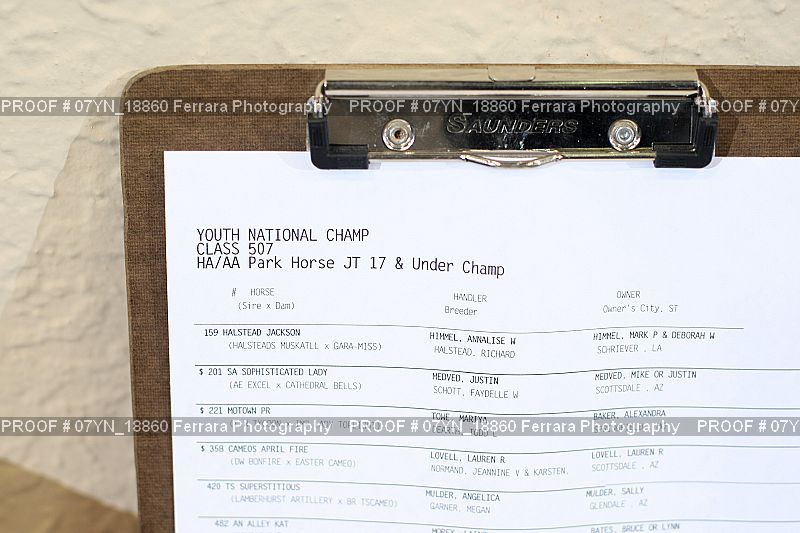 PROOF # 07YN_18860 Ferrara Photography PROOF # 07YN_18860 Ferrara Photography PROOF # 07Y
SAUNDERS
YOUTH NATIONAL CHAMP
CLASS 507
HA/AA Park Horse JT 17 & Under Champ
# HORSE HANDLER OWNER
(Sire x Dam) Breeder Owner's City, ST
159 HALSTEAD JACKSON HIMMEL, ANNALISE W HIMMEL, MARK P & DEBORAH W
(HALSTEADS MUSKATLL x GARA-MISS) HALSTEAD, RICHARD SCHRIEVER , LA
$ 201 SA SOPHISTICATED LADY MEDVED, JUSTIN MEDVED, MIKE OR JUSTIN
(AE EXCEL x CATHEDRAL BELLS) SCHOTT, FAYDELLE W SCOTTSDALE , AZ
$ 221 MOTOWN PR TOWE, MARTYA BAKER, ALEXANDRA
PROOF # 07YN_18860 Ferrara Photography PROOF # 07YN_18860 Ferrara Photography PROOF # 07YN
$ 358 CAMEOS APRIL FIRE LOVELL, LAUREN R LOVELL, LAUREN R
(DW BONFIRE x EASTER CAMEO) NORMAND, JEANNINE V & KARSTEN, SCOTTSDALE , AZ
420 TS SUPERSTITIOUS MULDER, ANGELICA MULDER, SALLY
(LAMBERHURST ARTILLERY x BR TSCAMEO) GARNER, MEGAN GLENDALE , AZ
482 AN ALLEY KAT BATES, BRUCE OR LYNN